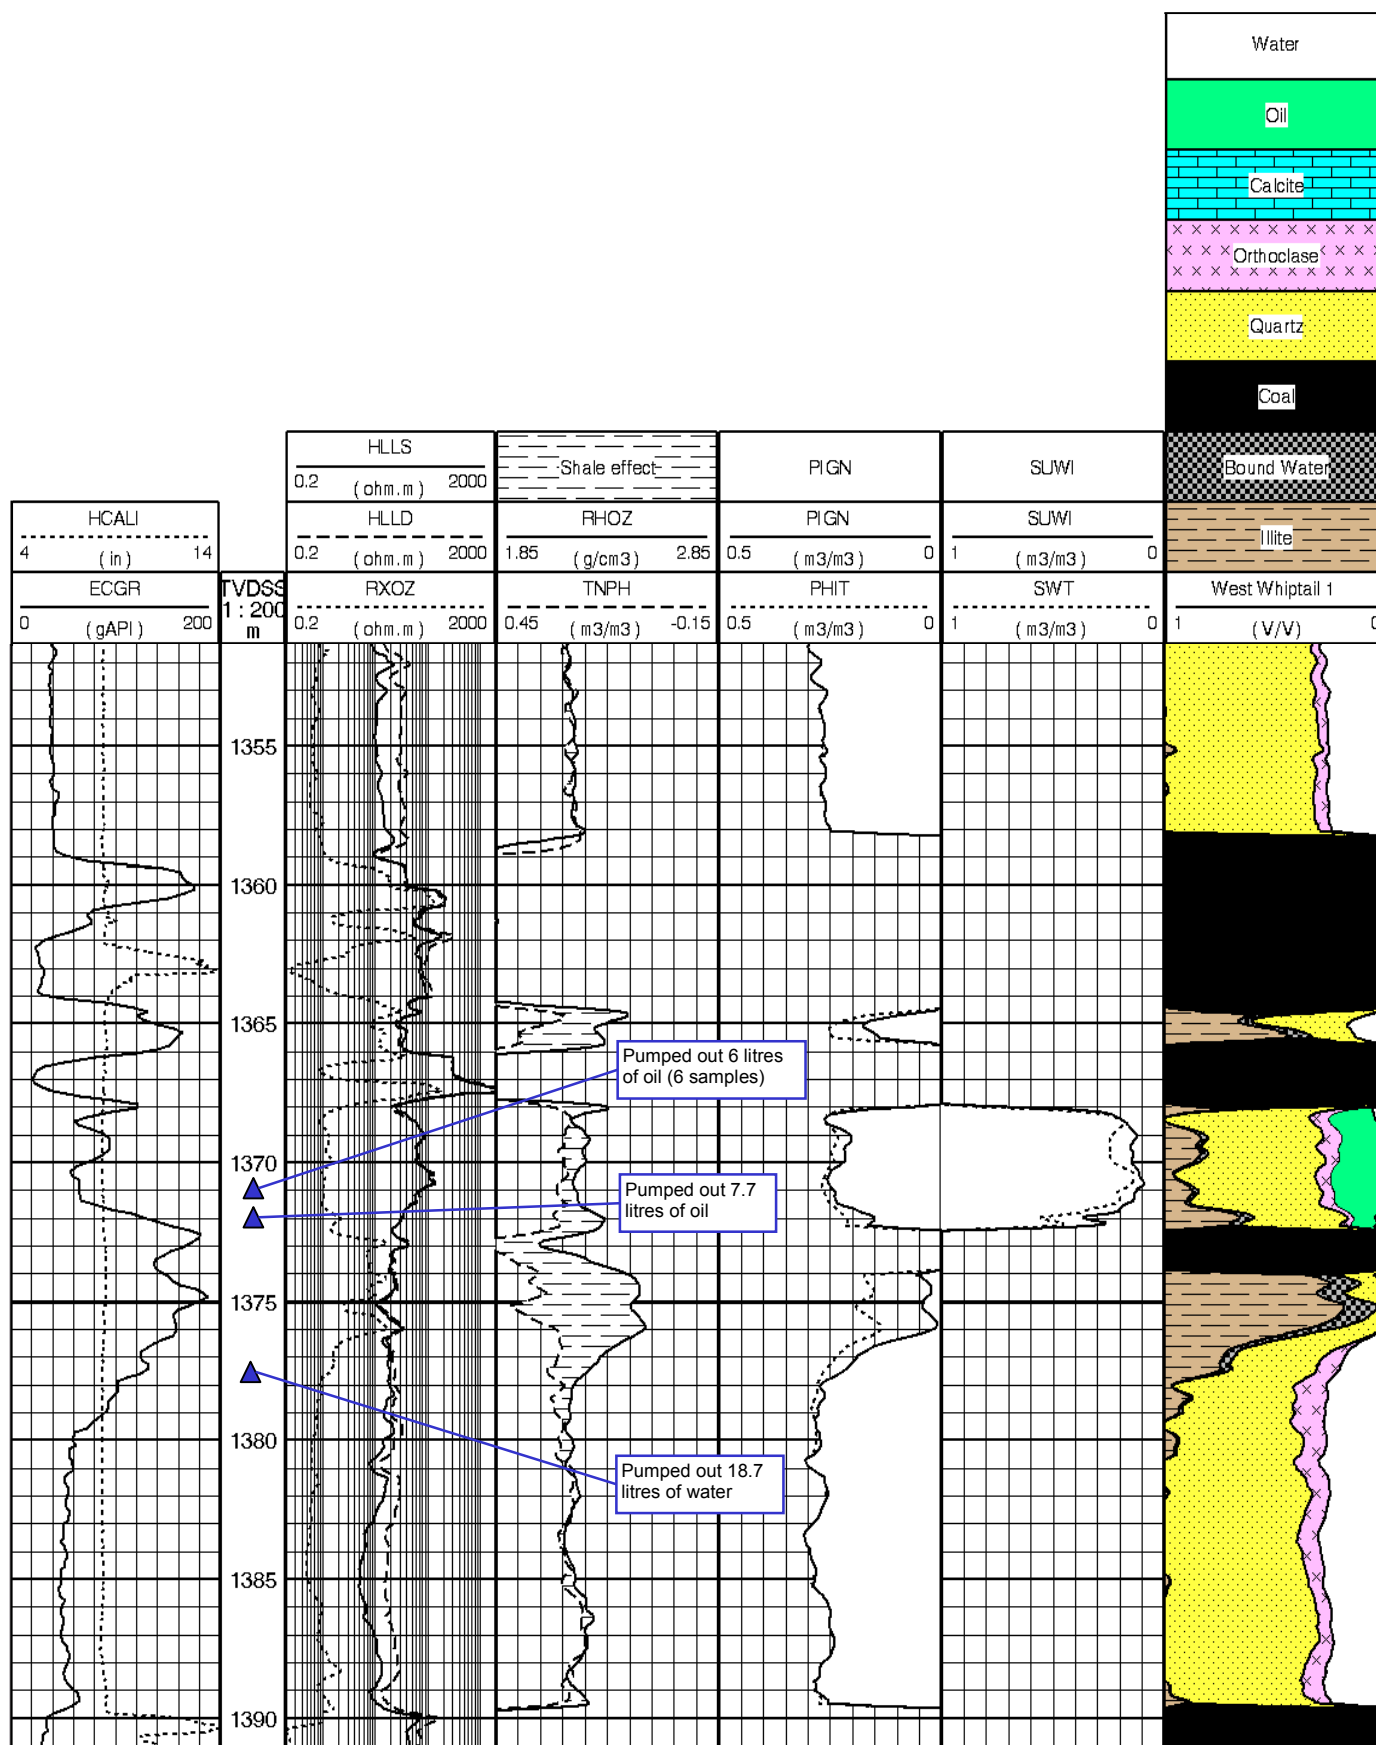 Water
Oil
Calcite
Orthoclase
Quartz
Coal
HLLS
0.2 (ohm.m) 2000
Shale effect
PIGN
SUWI
Bound Water
HCALI
4 (in) 14
HLLD
0.2 (ohm.m) 2000
RHOZ
1.85 (g/cm3) 2.85
PIGN
0.5 (m3/m3) 0
SUWI
1 (m3/m3) 0
Illite
ECGR
0 (gAPI) 200
TVDSS
1 : 200
m
RXOZ
0.2 (ohm.m) 2000
TNPH
0.45 (m3/m3) -0.15
PHIT
0.5 (m3/m3) 0
SWT
1 (m3/m3) 0
West Whiptail 1
1 (V/V) 0
1355
1360
1365
Pumped out 6 litres
of oil (6 samples)
1370
Pumped out 7.7
litres of oil
1375
1380
Pumped out 18.7
litres of water
1385
1390